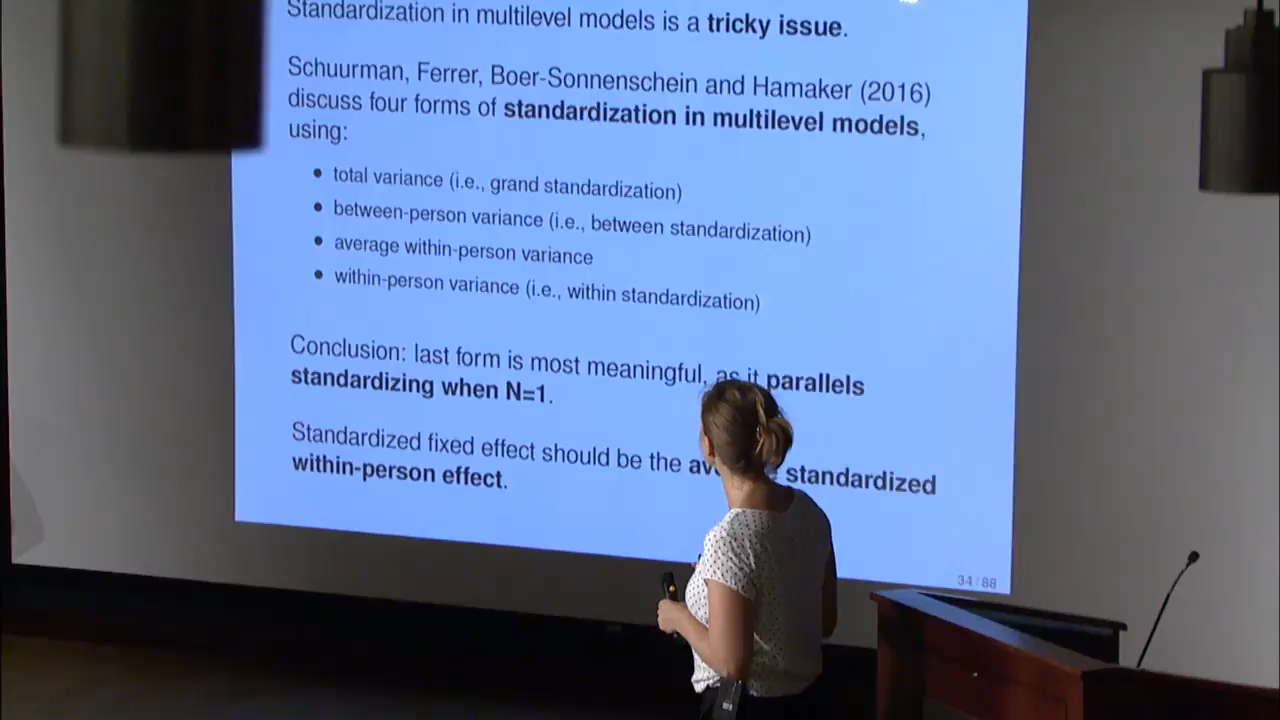 Standardization in multilevel models is a tricky issue.
Schuurman, Ferrer, Boer-Sonnenschein and Hamaker (2016)
discuss four forms of standardization in multilevel models,
using:
• total variance (i.e., grand standardization)
• between-person variance (i.e., between standardization)
• average within-person variance
• within-person variance (i.e., within standardization)
Conclusion: last form is most meaningful, as it parallels
standardizing when N=1.
Standardized fixed effect should be the standardized
within-person effect.
34/88